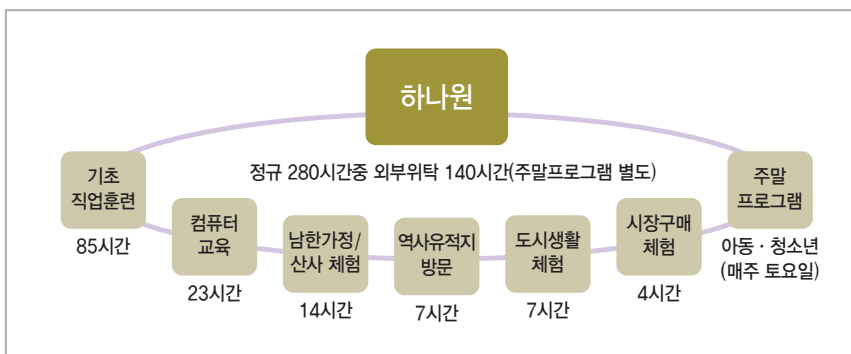 하나원
정규 280시간중 외부위탁 140시간(주말프로그램 별도)
기초
직업훈련
85시간
컴퓨터
교육
23시간
남한가정/
산사 체험
14시간
역사유적지
방문
7시간
도시생활
체험
7시간
시장구매
체험
4시간
주말
프로그램
아동·청소년
(매주 토요일)